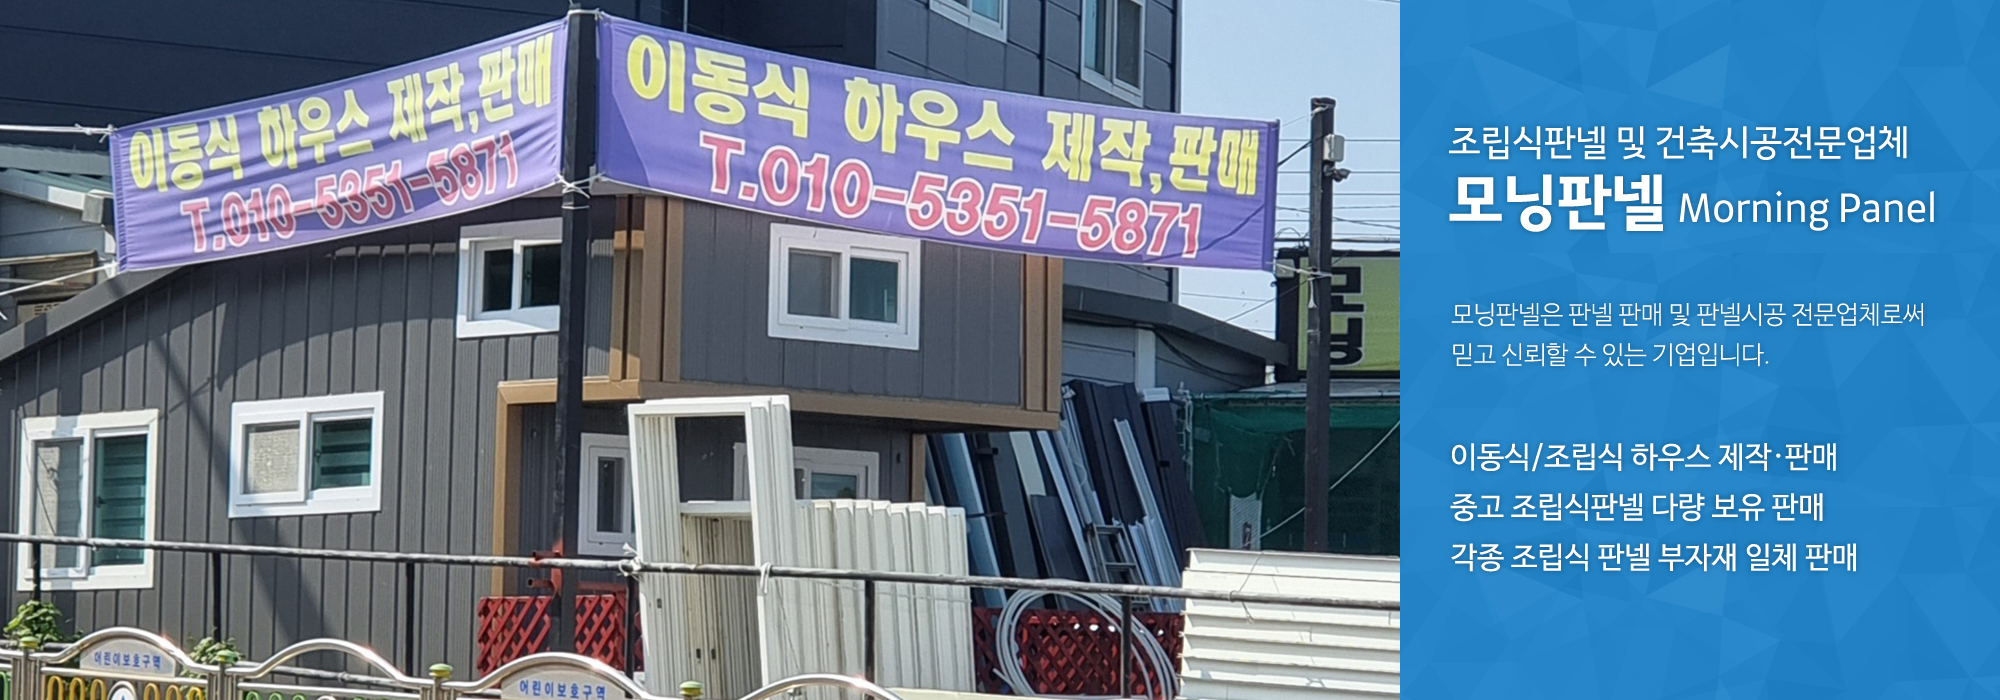 이동식 하우스 제작,판매
T.010-5351-5871
이동식 하우스 제작,판매
T.010-5351-5871
모닝
어린이보호구역
어린이보호구역
조립식판넬 및 건축시공전문업체
모닝판넬 Morning Panel
모닝판넬은 판넬 판매 및 판넬시공 전문업체로써
믿고 신뢰할 수 있는 기업입니다.
이동식/조립식 하우스 제작·판매
중고 조립식판넬 다량 보유 판매
각종 조립식 판넬 부자재 일체 판매